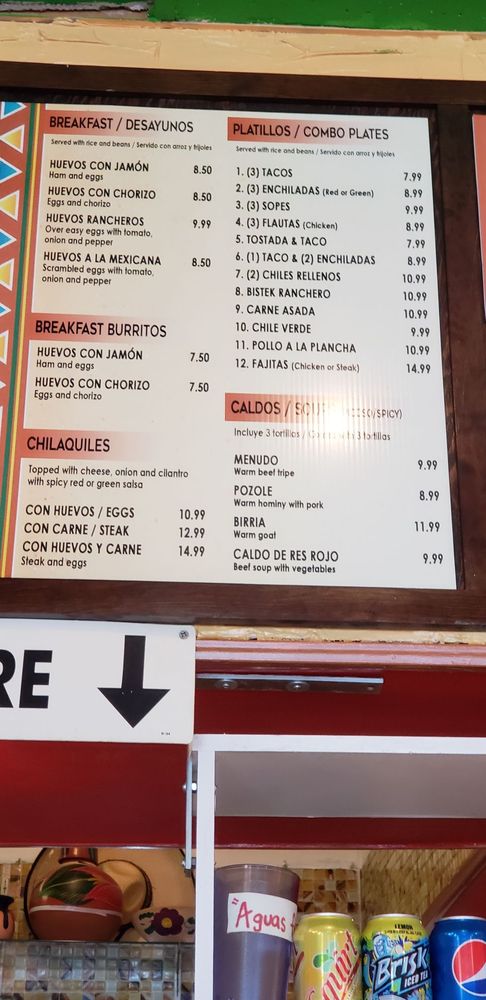 BREAKFAST / DESAYUNOS
Served with rice and beans / Servido con arroz y frijoles
HUEVOS CON JAMÓN 8.50
Ham and eggs
HUEVOS CON CHORIZO 8.50
Eggs and chorizo
HUEVOS RANCHEROS 9.99
Over easy eggs with tomato,
onion and pepper
HUEVOS A LA MEXICANA 8.50
Scrambled eggs with tomato,
onion and pepper
BREAKFAST BURRITOS
HUEVOS CON JAMÓN 7.50
Ham and eggs
HUEVOS CON CHORIZO 7.50
Eggs and chorizo
CHILAQUILES
Topped with cheese, onion and cilantro
with spicy red or green salsa
CON HUEVOS / EGGS 10.99
CON CARNE / STEAK 12.99
CON HUEVOS Y CARNE 14.99
Steak and eggs
PLATILLOS / COMBO PLATES
Served with rice and beans / Servido con arroz y frijoles
1. (3) TACOS 7.99
2. (3) ENCHILADAS (Red or Green) 8.99
3. (3) SOPES 9.99
4. (3) FLAUTAS (Chicken) 8.99
5. TOSTADA & TACO 7.99
6. (1) TACO & (2) ENCHILADAS 8.99
7. (2) CHILES RELLENOS 10.99
8. BISTEK RANCHERO 10.99
9. CARNE ASADA 10.99
10. CHILE VERDE 9.99
11. POLLO A LA PLANCHA 10.99
12. FAJITAS (Chicken or Steak) 14.99
CALDOS /
Incluye 3 tortillas / 3 tortillas
MENUDO 9.99
Warm beef tripe
POZOLE 8.99
Warm hominy with pork
BIRRIA 11.99
Warm goat
CALDO DE RES ROJO 9.99
Beef soup with vegetables
RE
"Aguas
LEMON
Brisk
ICED TEA